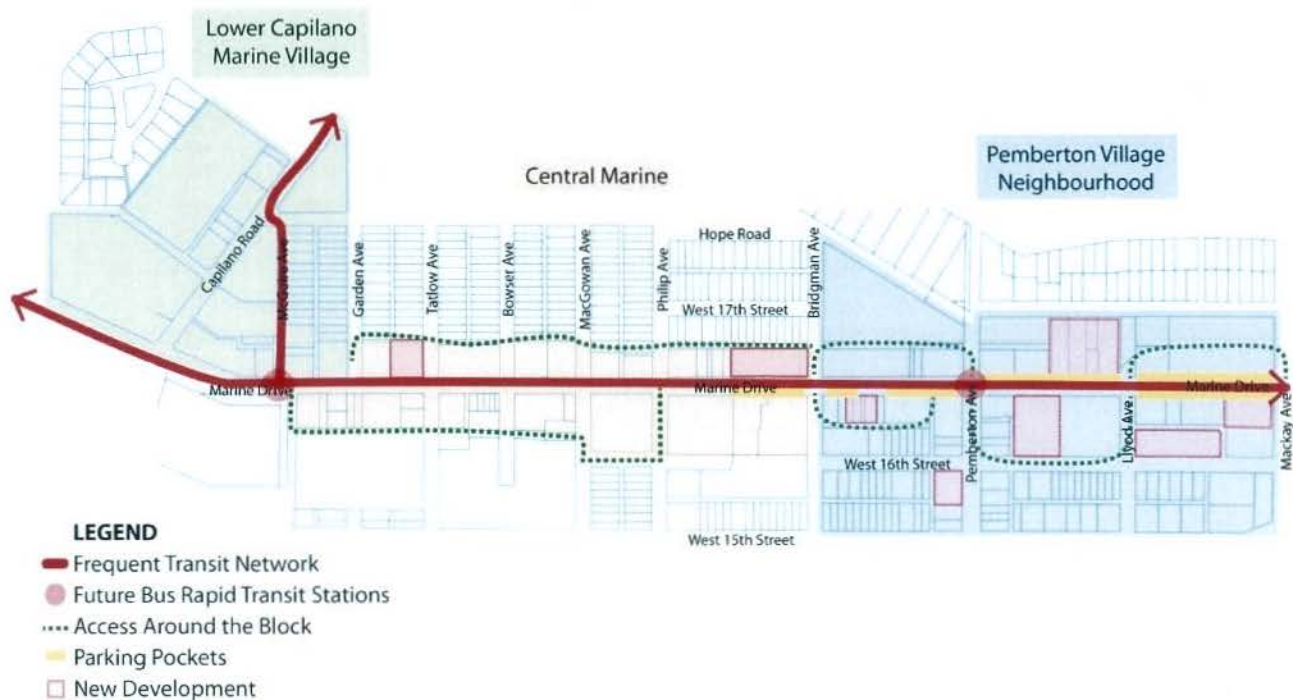 Lower Capilano
Marine Village
Central Marine
Pemberton Village
Neighbourhood
Capilano Road
McGuire Ave
Garden Ave
Tatlow Ave
Bowser Ave
MacGowan Ave
Philip Ave
Hope Road
Bridgman Ave
West 17th Street
Marine Drive
Marine Drive
Marine Drive
Pemberton Ave
Llyod Ave
Mackay Ave
West 16th Street
West 15th Street
LEGEND
Frequent Transit Network
Future Bus Rapid Transit Stations
Access Around the Block
Parking Pockets
New Development